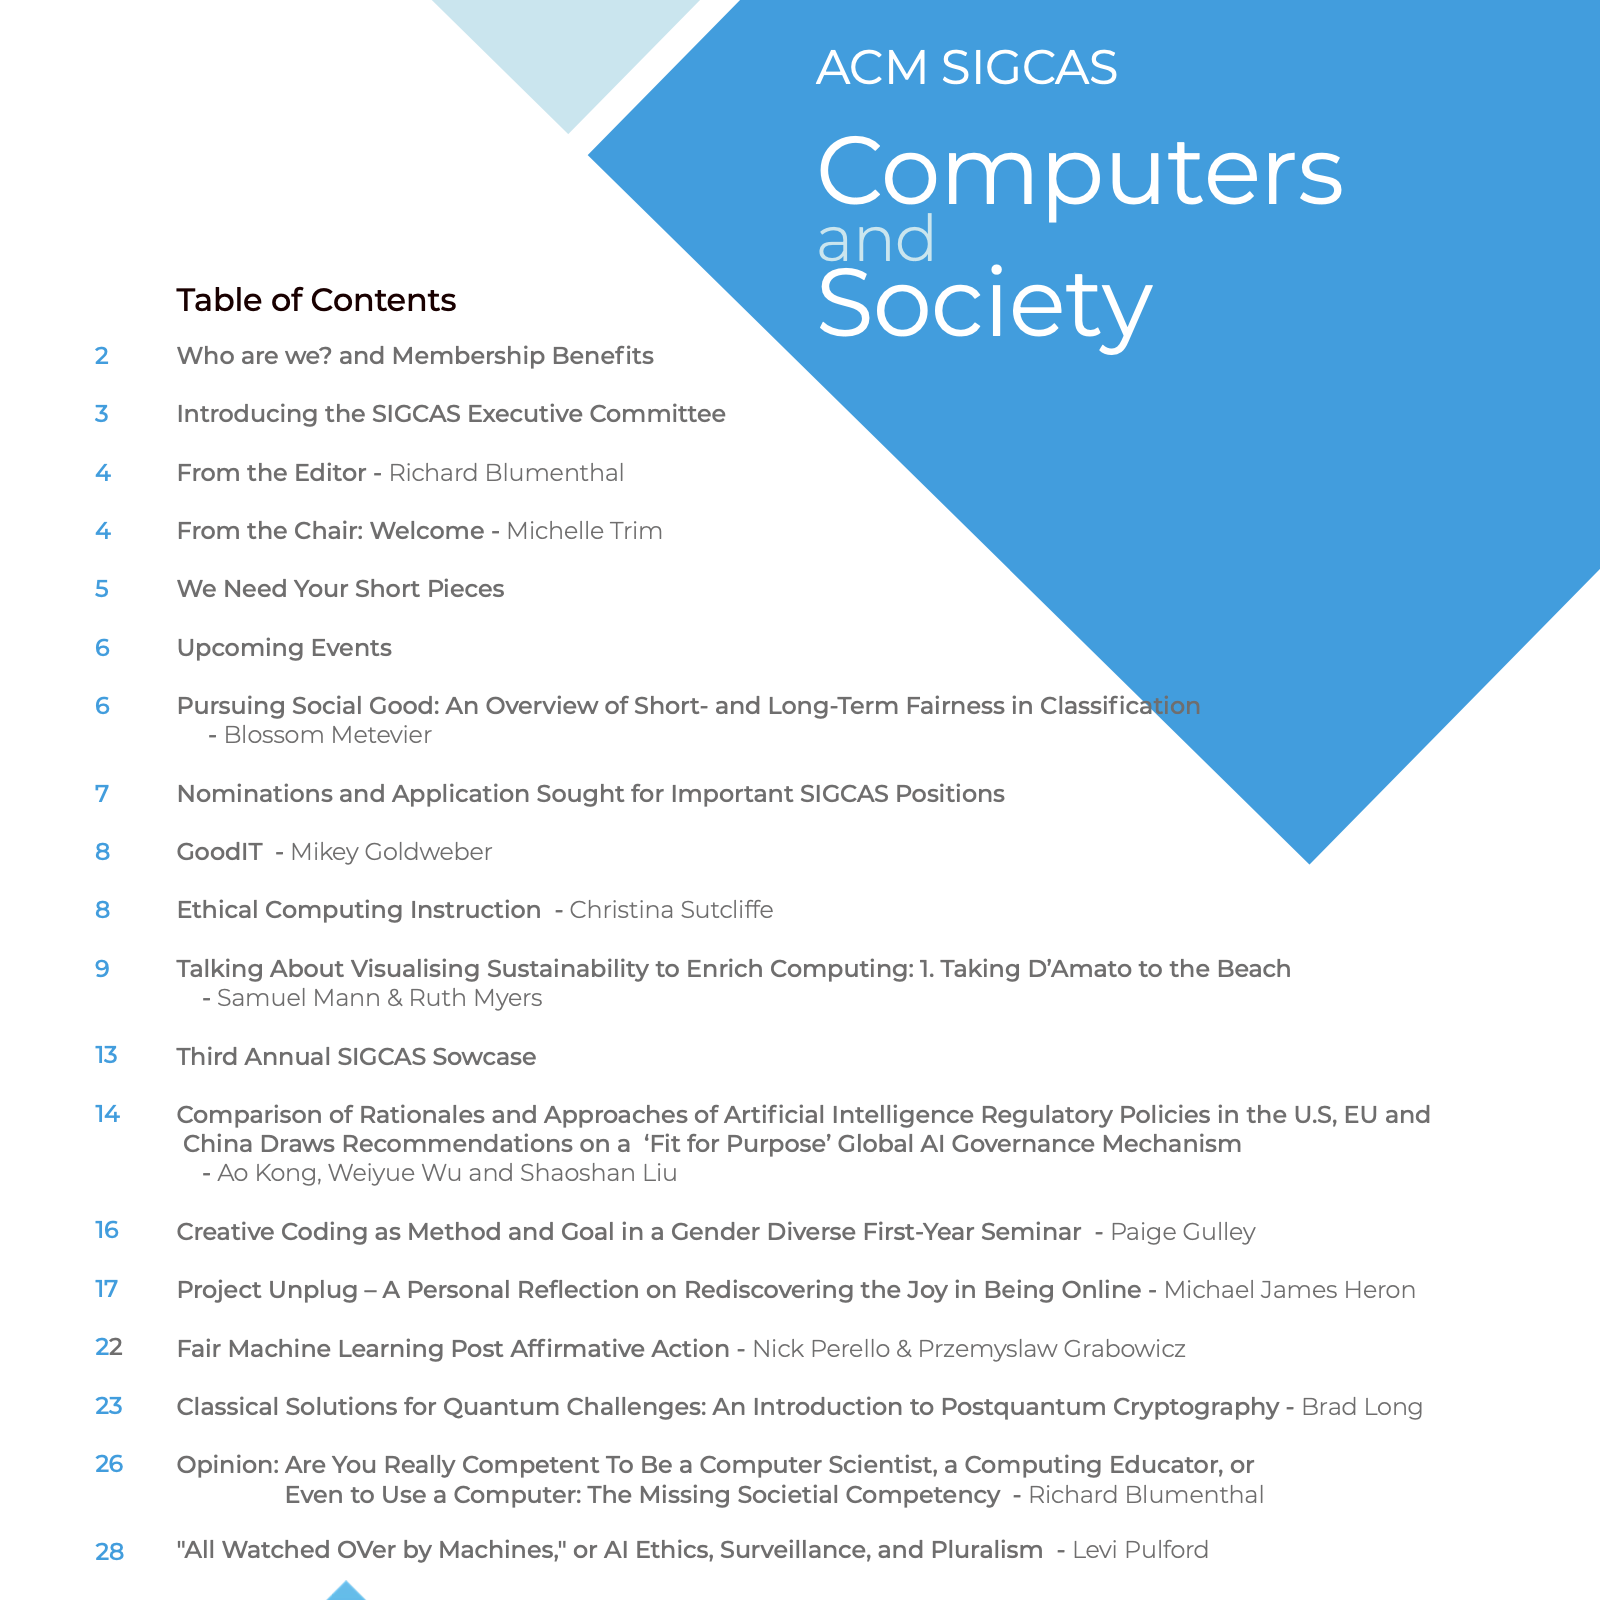 ACM SIGCAS
Computers
and
Society
Table of Contents
2 Who are we? and Membership Benefits
3 Introducing the SIGCAS Executive Committee
4 From the Editor - Richard Blumenthal
4 From the Chair: Welcome - Michelle Trim
5 We Need Your Short Pieces
6 Upcoming Events
6 Pursuing Social Good: An Overview of Short- and Long-Term Fairness in Classification
- Blossom Metevier
7 Nominations and Application Sought for Important SIGCAS Positions
8 GoodIT - Mikey Goldweber
8 Ethical Computing Instruction - Christina Sutcliffe
9 Talking About Visualising Sustainability to Enrich Computing: 1. Taking D’Amato to the Beach
- Samuel Mann & Ruth Myers
13 Third Annual SIGCAS Sowcase
14 Comparison of Rationales and Approaches of Artificial Intelligence Regulatory Policies in the U.S, EU and
China Draws Recommendations on a ‘Fit for Purpose’ Global AI Governance Mechanism
- Ao Kong, Weiyue Wu and Shaoshan Liu
16 Creative Coding as Method and Goal in a Gender Diverse First-Year Seminar - Paige Gulley
17 Project Unplug – A Personal Reflection on Rediscovering the Joy in Being Online - Michael James Heron
22 Fair Machine Learning Post Affirmative Action - Nick Perello & Przemyslaw Grabowicz
23 Classical Solutions for Quantum Challenges: An Introduction to Postquantum Cryptography - Brad Long
26 Opinion: Are You Really Competent To Be a Computer Scientist, a Computing Educator, or
Even to Use a Computer: The Missing Societial Competency - Richard Blumenthal
28 "All Watched OVer by Machines," or AI Ethics, Surveillance, and Pluralism - Levi Pulford